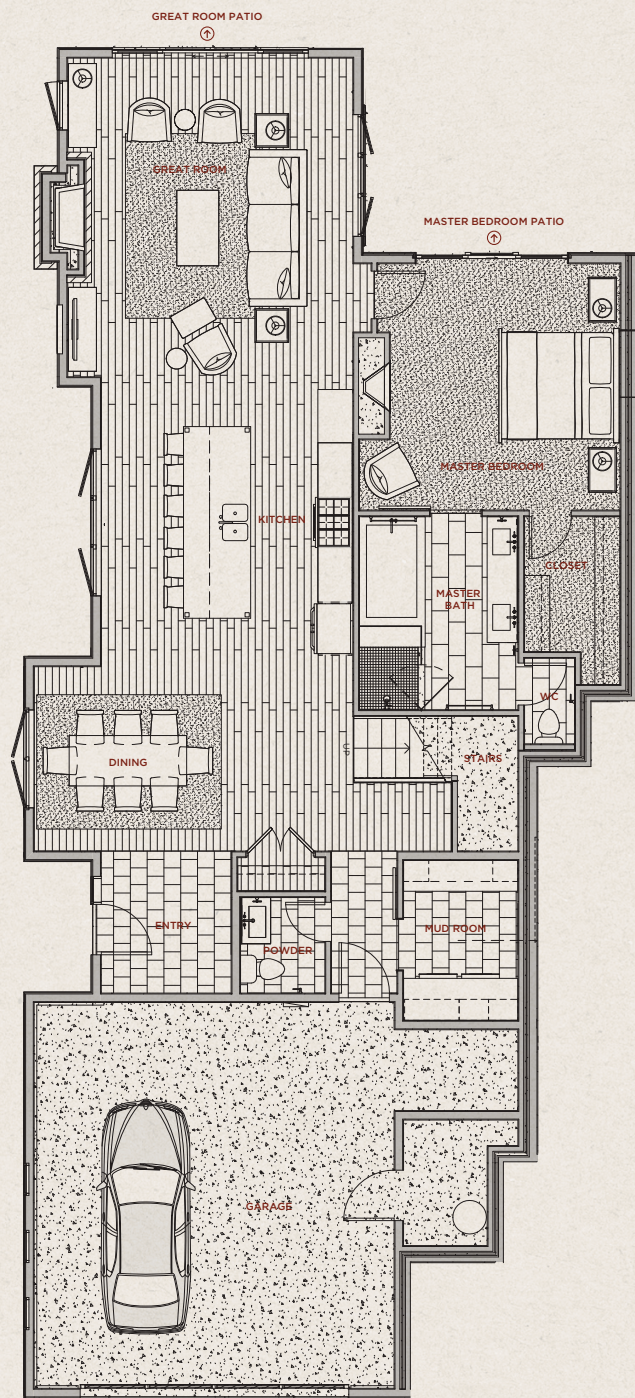 GREAT ROOM PATIO
GREAT ROOM
MASTER BEDROOM PATIO
MASTER BEDROOM
KITCHEN
CLOSET
MASTER
BATH
WC
UP
STAIRS
DINING
ENTRY
POWDER
MUD ROOM
GARAGE